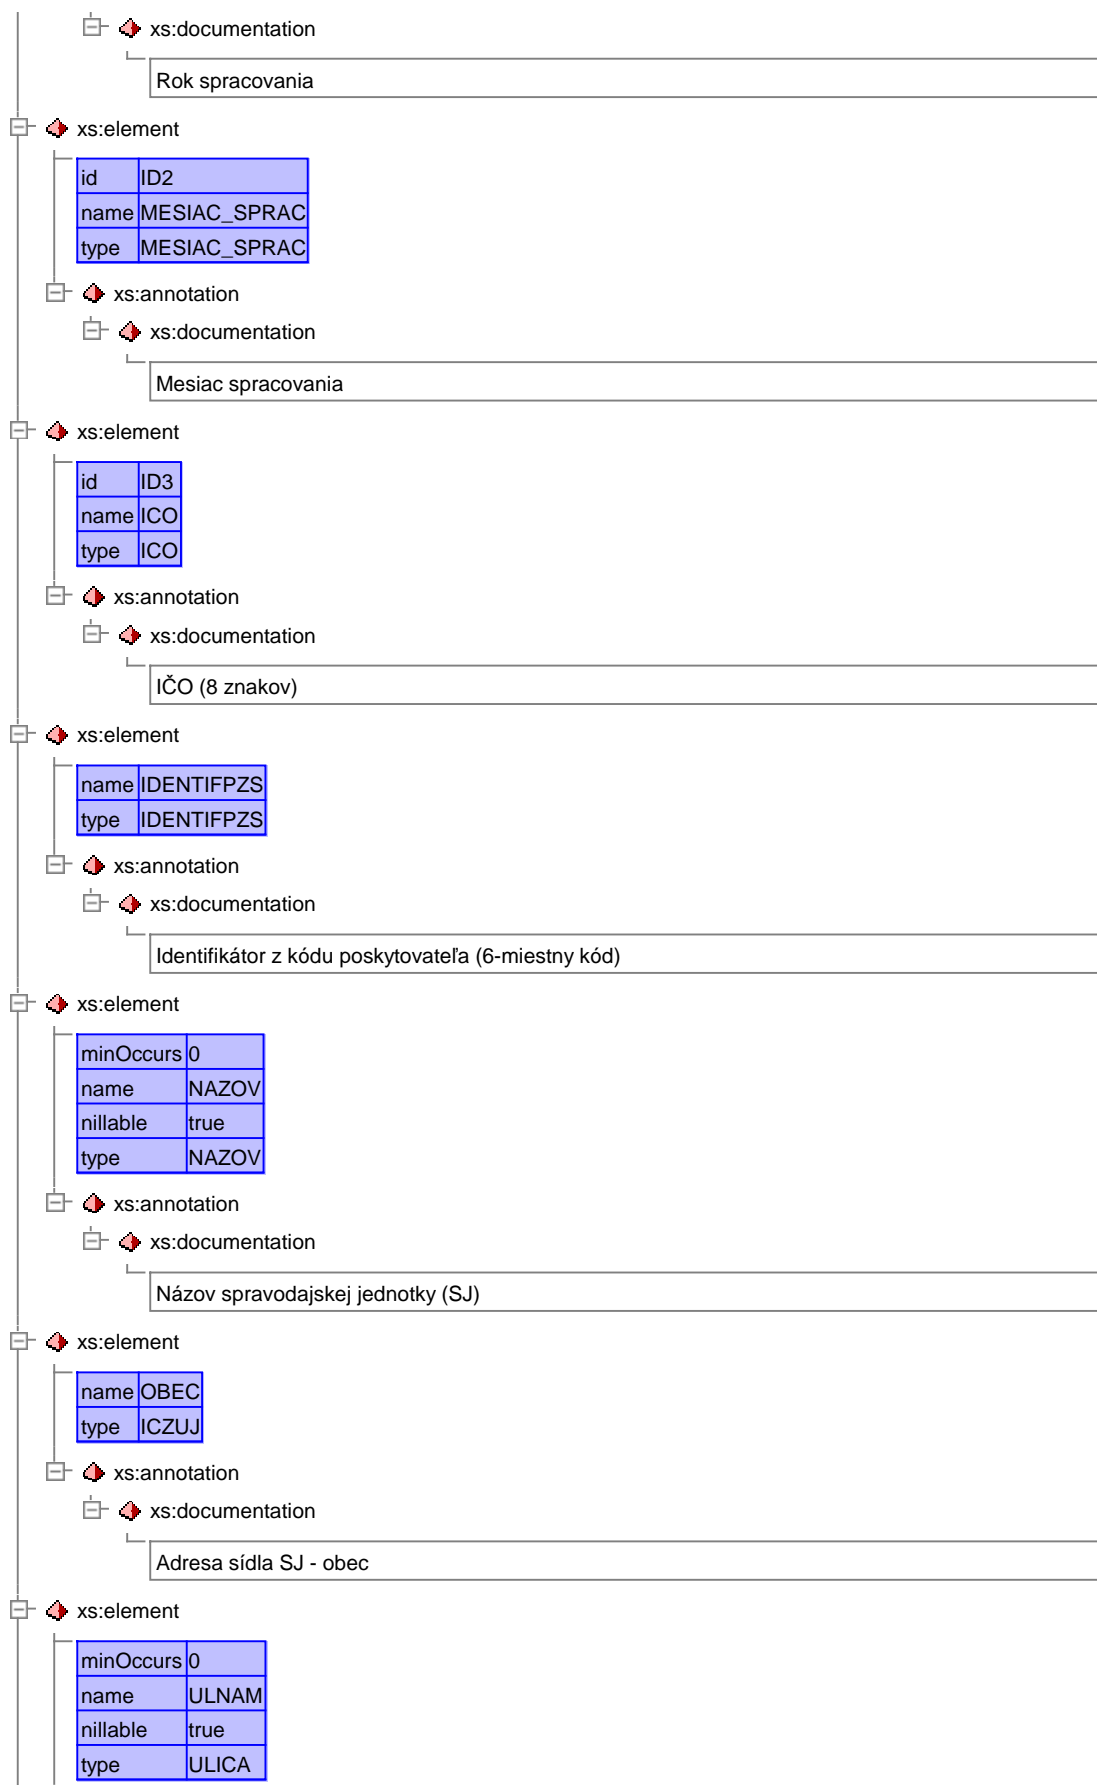 xs:documentation
Rok spracovania
xs:element
id ID2
name MESIAC_SPRAC
type MESIAC_SPRAC
xs:annotation
xs:documentation
Mesiac spracovania
xs:element
id ID3
name ICO
type ICO
xs:annotation
xs:documentation
IČO (8 znakov)
xs:element
name IDENTIFPZS
type IDENTIFPZS
xs:annotation
xs:documentation
Identifikátor z kódu poskytovateľa (6-miestny kód)
xs:element
minOccurs 0
name NAZOV
nillable true
type NAZOV
xs:annotation
xs:documentation
Názov spravodajskej jednotky (SJ)
xs:element
name OBEC
type ICZUJ
xs:annotation
xs:documentation
Adresa sídla SJ - obec
xs:element
minOccurs 0
name ULNAM
nillable true
type ULICA